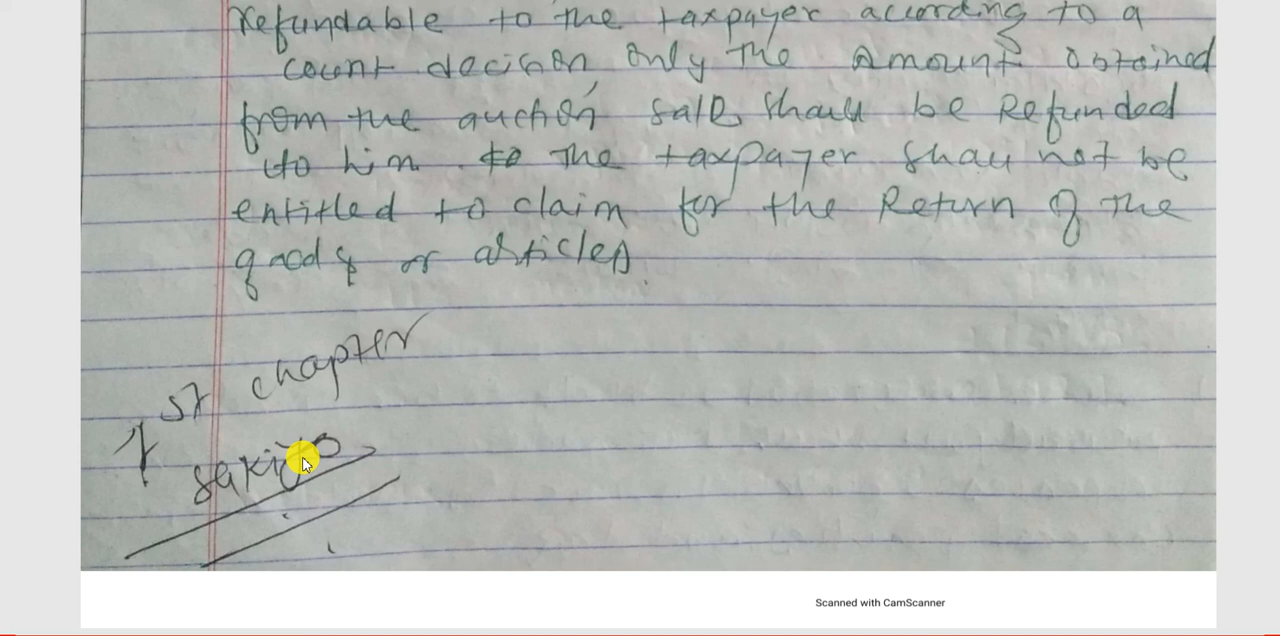 Refundable to the taxpayer according to a
court decision, only the Amount obtained
from the auction sale, shall be Refunded
to him to the taxpayer shall not be
entitled to claim for the Return of the
goods or articles.
1st chapter
Scanned with CamScanner